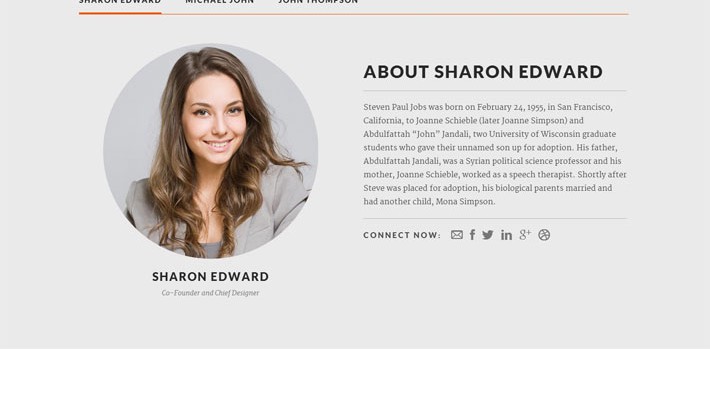 SHARON EDWARD MICHAEL JOHN JOHN THOMPSON
ABOUT SHARON EDWARD
Steven Paul Jobs was born on February 24, 1955, in San Francisco,
California, to Joanne Schieble (later Joanne Simpson) and
Abdulfattah “John” Jandali, two University of Wisconsin graduate
students who gave their unnamed son up for adoption. His father,
Abdulfattah Jandali, was a Syrian political science professor and his
mother, Joanne Schieble, worked as a speech therapist. Shortly after
Steve was placed for adoption, his biological parents married and
had another child, Mona Simpson.
CONNECT NOW:
SHARON EDWARD
Co-Founder and Chief Designer